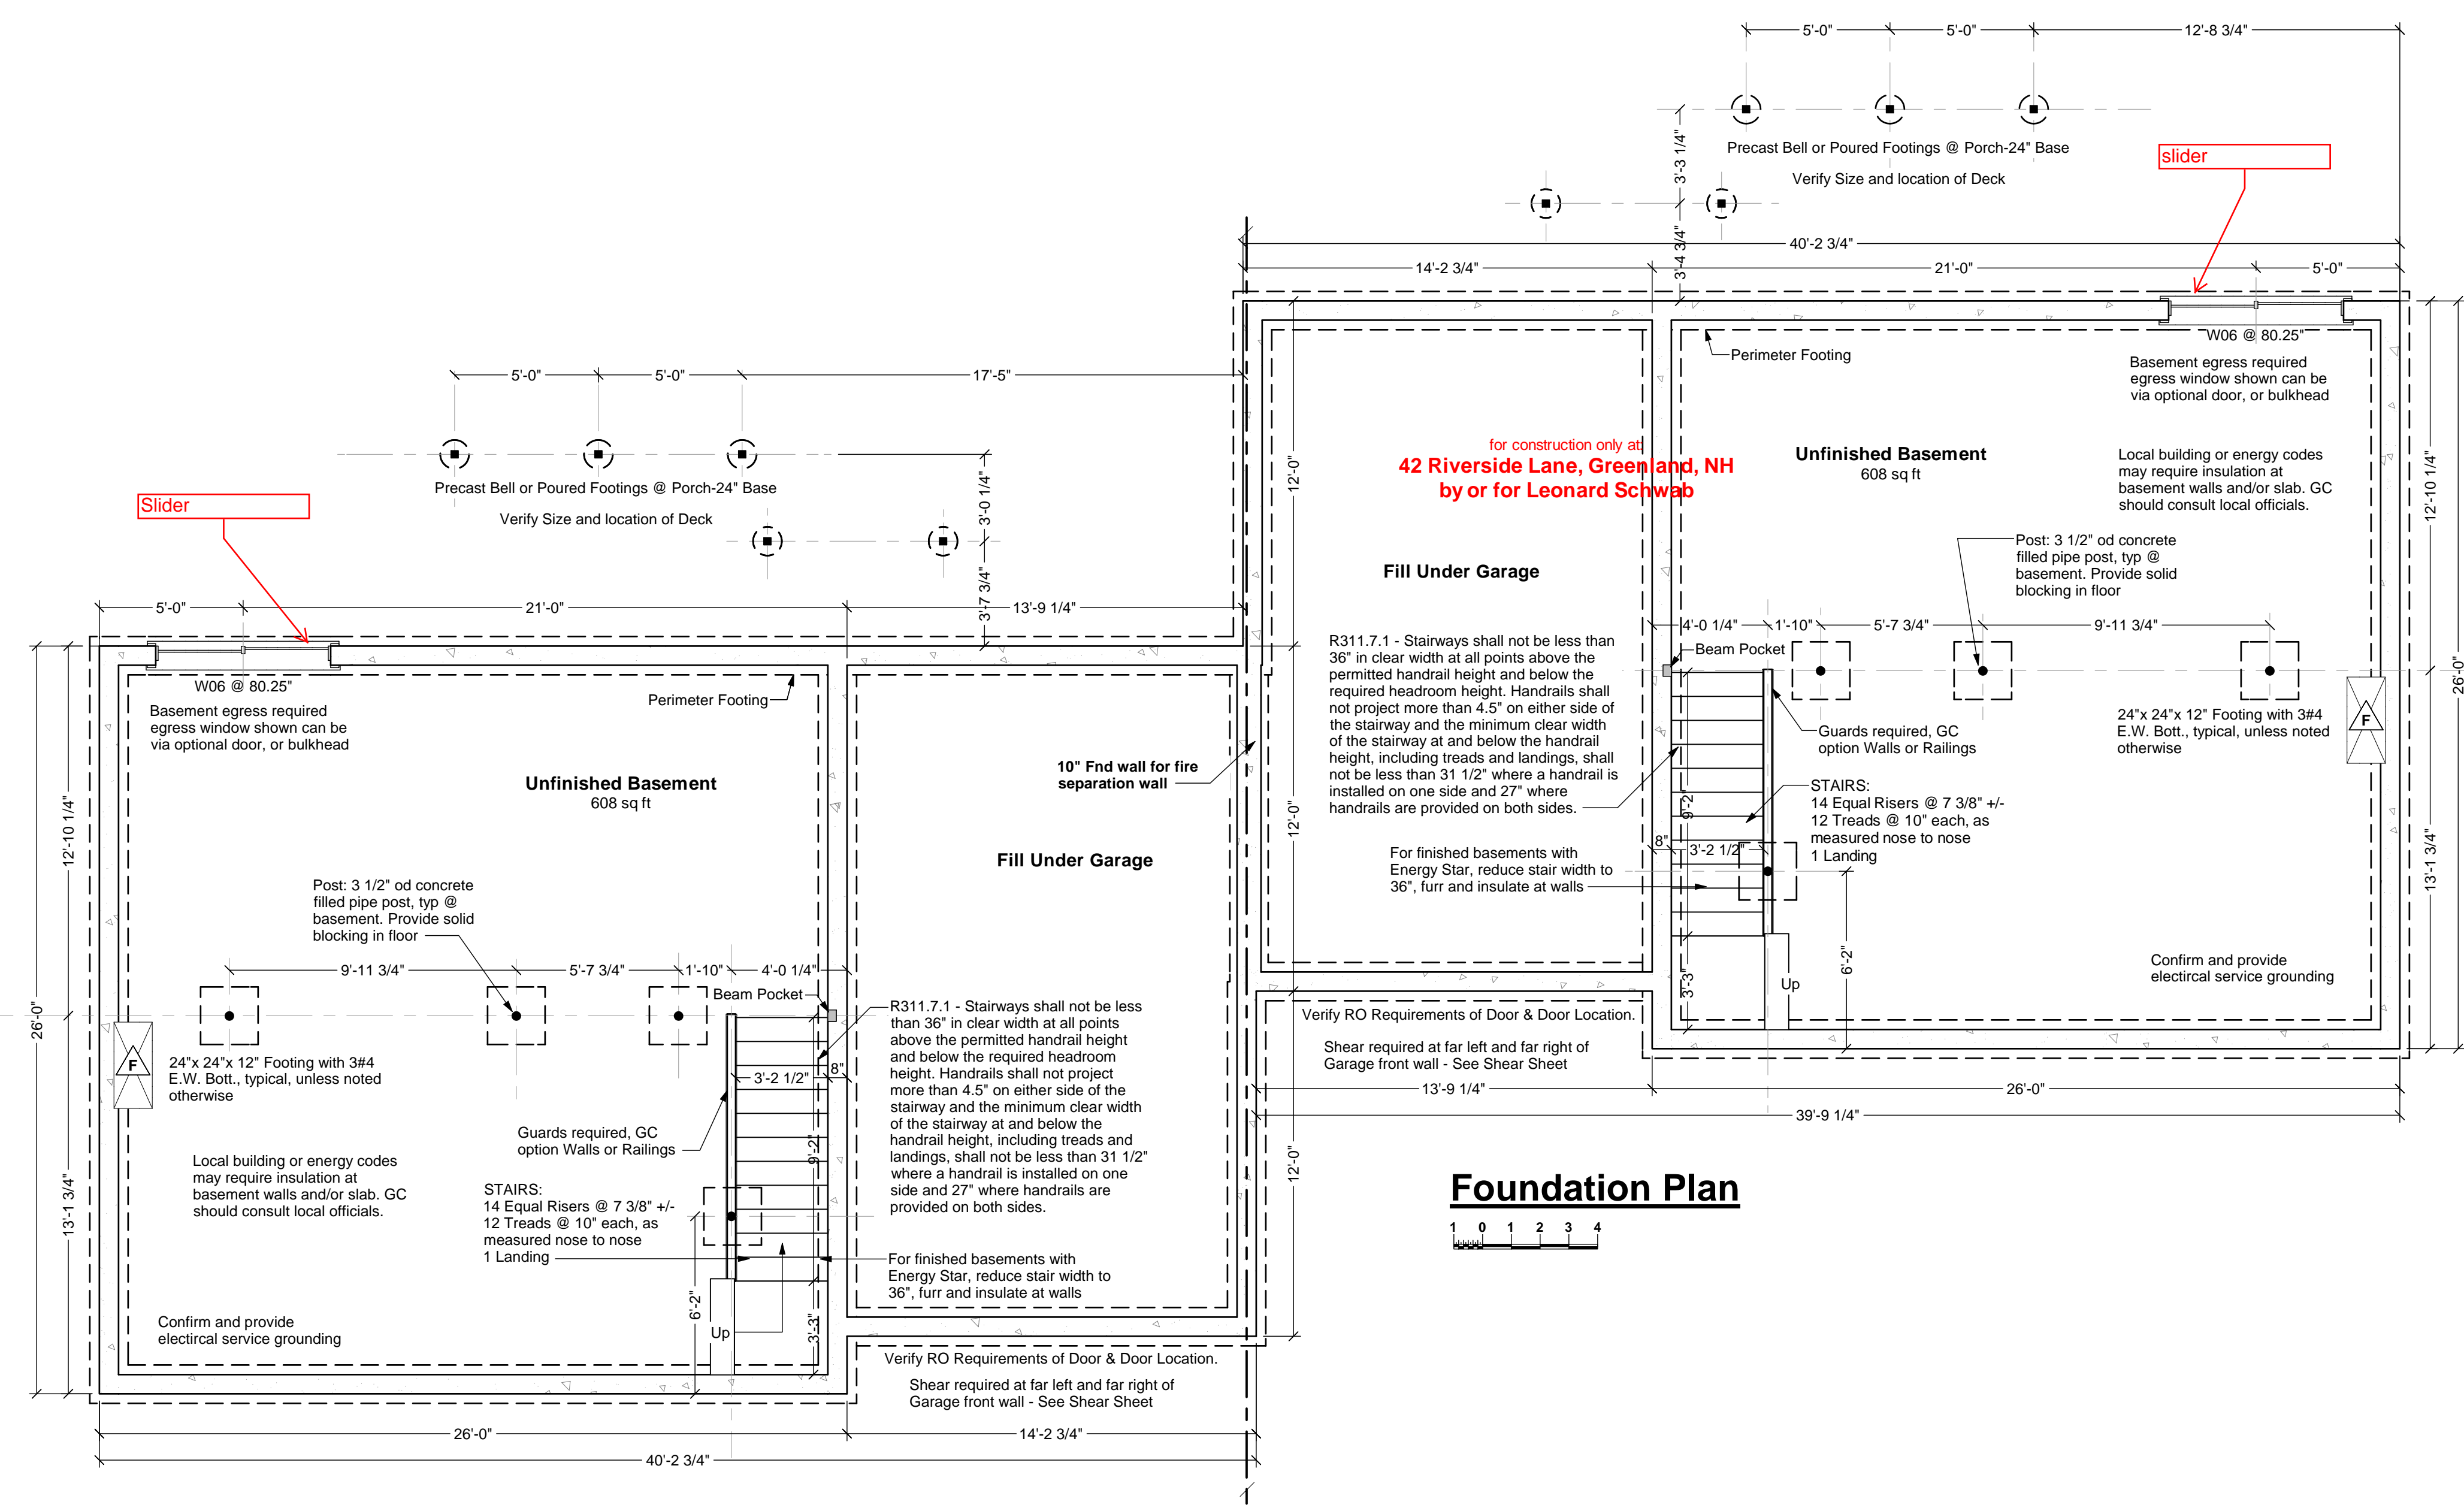 5'-0"
5'-0"
12'-8 3/4"
3'-3 1/4"
Precast Bell or Poured Footings @ Porch-24" Base
Verify Size and location of Deck
slider
3'-4 3/4"
40'-2 3/4"
14'-2 3/4"
21'-0"
5'-0"
W06 @ 80.25"
Perimeter Footing
Basement egress required
egress window shown can be
via optional door, or bulkhead
5'-0"
5'-0"
17'-5"
Precast Bell or Poured Footings @ Porch-24" Base
Verify Size and location of Deck
3'-0 1/4"
3'-7 3/4"
Slider
5'-0"
21'-0"
13'-9 1/4"
12'-0"
for construction only at:
42 Riverside Lane, Greenland, NH
by or for Leonard Schwab
Unfinished Basement
608 sq ft
Local building or energy codes
may require insulation at
basement walls and/or slab. GC
should consult local officials.
12'-10 1/4"
26'-0"
Fill Under Garage
Post: 3 1/2" od concrete
filled pipe post, typ @
basement. Provide solid
blocking in floor
4'-0 1/4"
1'-10"
5'-7 3/4"
9'-11 3/4"
Beam Pocket
R311.7.1 - Stairways shall not be less than
36" in clear width at all points above the
permitted handrail height and below the
required headroom height. Handrails shall
not project more than 4.5" on either side of
the stairway and the minimum clear width
of the stairway at and below the handrail
height, including treads and landings, shall
not be less than 31 1/2" where a handrail is
installed on one side and 27" where
handrails are provided on both sides.
Guards required, GC
option Walls or Railings
24"x 24"x 12" Footing with 3#4
E.W. Bott., typical, unless noted
otherwise
F
STAIRS:
14 Equal Risers @ 7 3/8" +/-
12 Treads @ 10" each, as
measured nose to nose
1 Landing
9'-2"
8"
3'-2 1/2"
For finished basements with
Energy Star, reduce stair width to
36", furr and insulate at walls
12'-0"
13'-1 3/4"
6'-2"
3'-3"
Up
Confirm and provide
electircal service grounding
Verify RO Requirements of Door & Door Location.
Shear required at far left and far right of
Garage front wall - See Shear Sheet
13'-9 1/4"
26'-0"
39'-9 1/4"
W06 @ 80.25"
Basement egress required
egress window shown can be
via optional door, or bulkhead
Perimeter Footing
Unfinished Basement
608 sq ft
10" Fnd wall for fire
separation wall
Fill Under Garage
12'-10 1/4"
26'-0"
Post: 3 1/2" od concrete
filled pipe post, typ @
basement. Provide solid
blocking in floor
9'-11 3/4"
5'-7 3/4"
1'-10"
4'-0 1/4"
Beam Pocket
R311.7.1 - Stairways shall not be less
than 36" in clear width at all points
above the permitted handrail height
and below the required headroom
height. Handrails shall not project
more than 4.5" on either side of the
stairway and the minimum clear width
of the stairway at and below the
handrail height, including treads and
landings, shall not be less than 31 1/2"
where a handrail is installed on one
side and 27" where handrails are
provided on both sides.
F
24"x 24"x 12" Footing with 3#4
E.W. Bott., typical, unless noted
otherwise
3'-2 1/2"
8"
Guards required, GC
option Walls or Railings
9'-2"
Local building or energy codes
may require insulation at
basement walls and/or slab. GC
should consult local officials.
STAIRS:
14 Equal Risers @ 7 3/8" +/-
12 Treads @ 10" each, as
measured nose to nose
1 Landing
13'-1 3/4"
12'-0"
For finished basements with
Energy Star, reduce stair width to
36", furr and insulate at walls
6'-2"
3'-3"
Up
Confirm and provide
electircal service grounding
Verify RO Requirements of Door & Door Location.
Shear required at far left and far right of
Garage front wall - See Shear Sheet
26'-0"
14'-2 3/4"
40'-2 3/4"
Foundation Plan
1 0 1 2 3 4